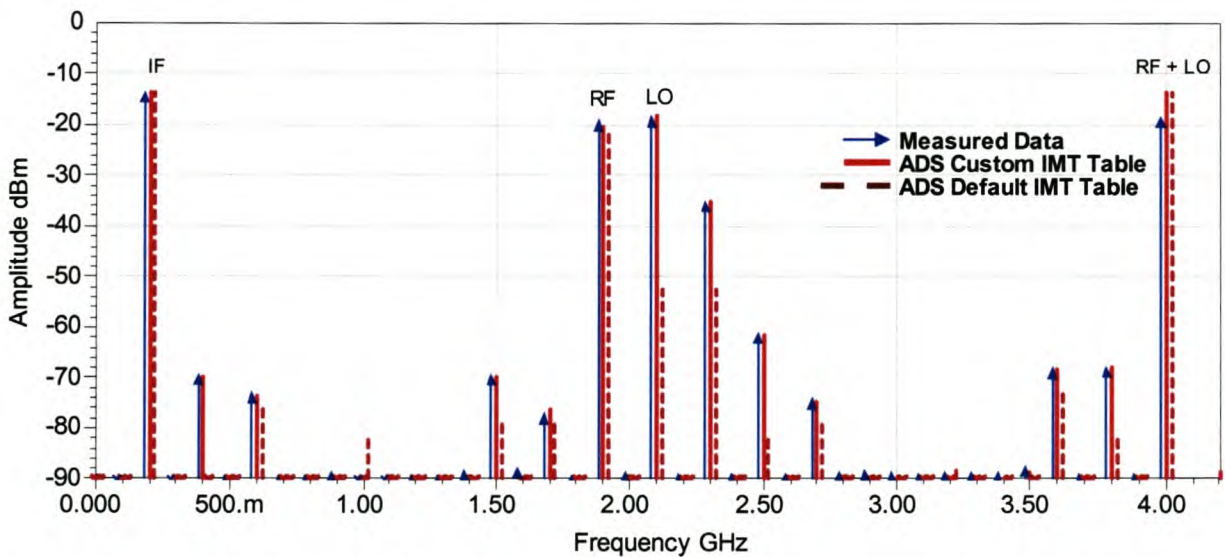 0
-10
-20
-30
-40
-50
-60
-70
-80
-90
Amplitude dBm
IF
RF
LO
RF + LO
Measured Data
ADS Custom IMT Table
ADS Default IMT Table
0.000 500.m 1.00 1.50 2.00 2.50 3.00 3.50 4.00
Frequency GHz